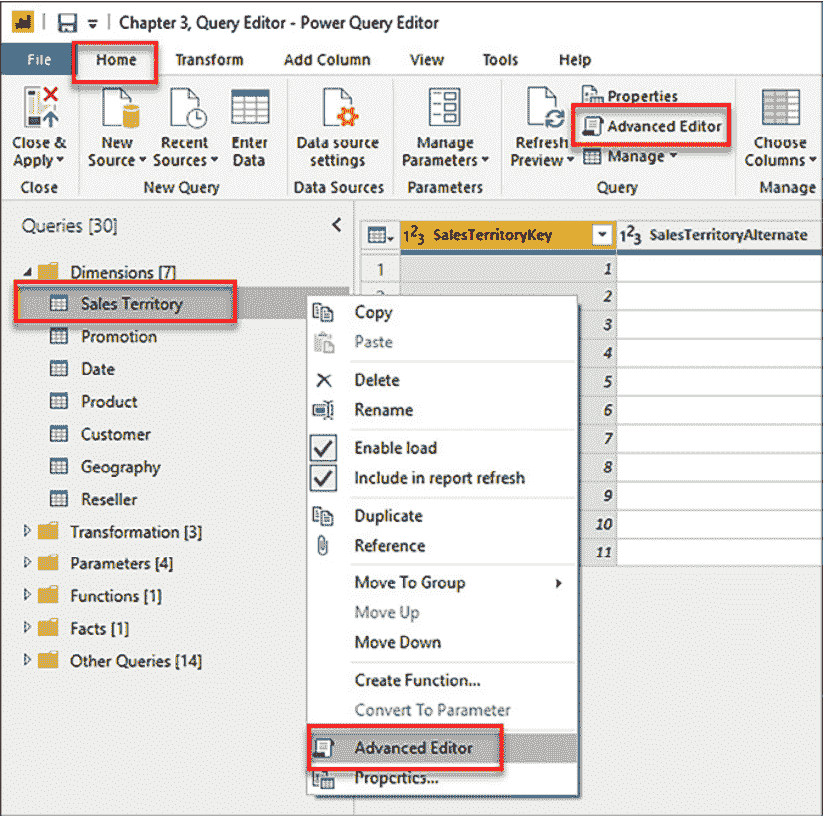 Chapter 3, Query Editor - Power Query Editor
File Home Transform Add Column View Tools Help
Close & Apply
New Source
Recent Sources
Enter Data
Data source settings
Manage Parameters
Refresh Preview
Properties
Advanced Editor
Manage
Choose Columns
Close New Query Data Sources Parameters Query Manage
Queries [30]
123 SalesTerritoryKey 123 SalesTerritoryAlternate
Dimensions [7]
Sales Territory
Promotion
Date
Product
Customer
Geography
Reseller
Transformation [3]
Parameters [4]
Functions [1]
Facts [1]
Other Queries [14]
1 1
2
3
4
5
6
7
8
9
10
11
Copy
Paste
Delete
Rename
Enable load
Include in report refresh
Duplicate
Reference
Move To Group
Move Up
Move Down
Create Function...
Convert To Parameter
Advanced Editor
Properties...